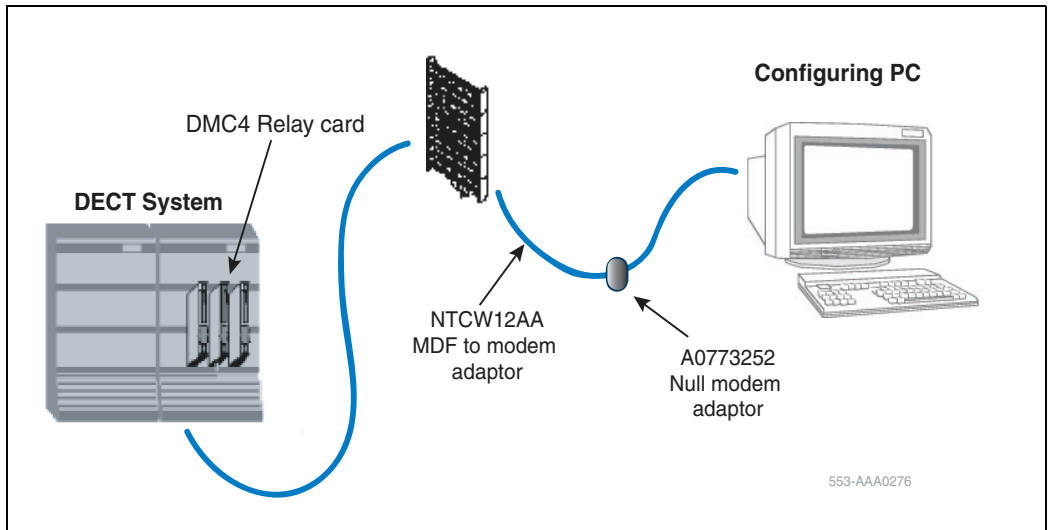 Configuring PC
DMC4 Relay card
DECT System
NTCW12AA
MDF to modem
adaptor
A0773252
Null modem
adaptor
553-AAA0276